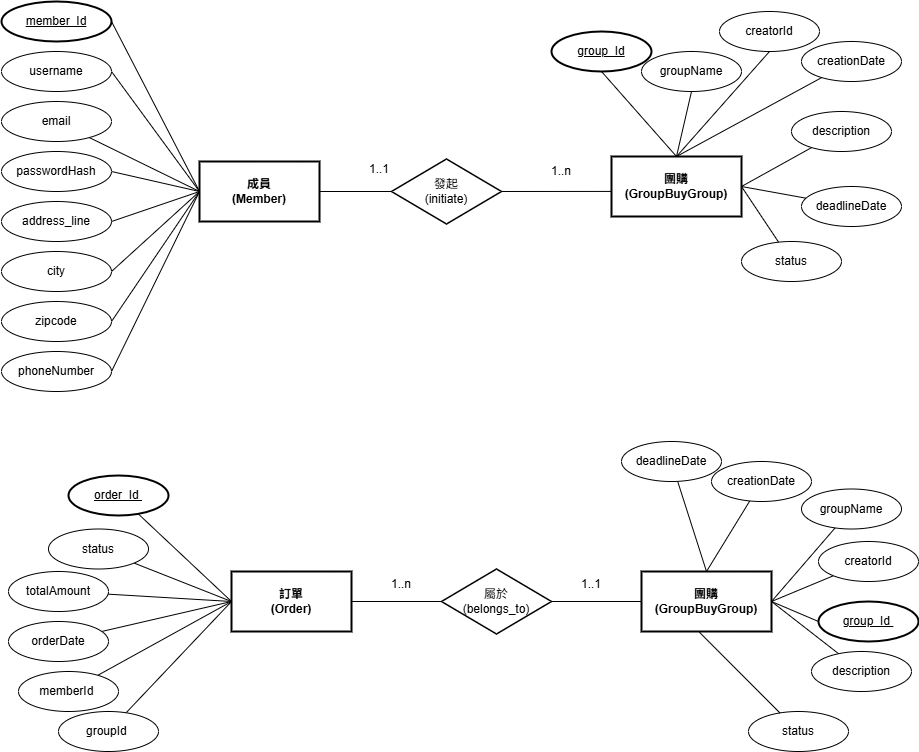 member_Id
username
email
passwordHash
address_line
city
zipcode
phoneNumber
成員
(Member)
1..1
發起
(initiate)
1..n
group_Id
groupName
creatorId
creationDate
description
deadlineDate
status
團購
(GroupBuyGroup)
order_Id
status
totalAmount
orderDate
memberId
groupId
訂單
(Order)
1..n
屬於
(belongs_to)
1..1
deadlineDate
creationDate
groupName
creatorId
group_Id
description
status
團購
(GroupBuyGroup)